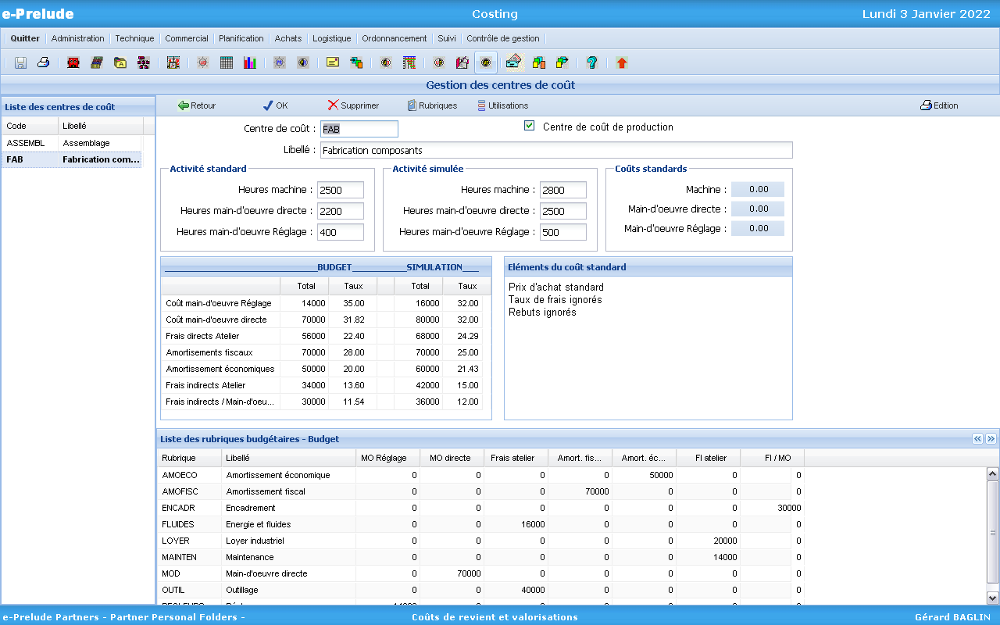 e-Prelude Costing Lundi 3 Janvier 2022
Quitter Administration Technique Commercial Planification Achats Logistique Ordonnancement Suivi Contrôle de gestion
Gestion des centres de coût
Liste des centres de coût
Code Libellé
ASSEMBL Assemblage
FAB Fabrication com...
Retour OK Supprimer Rubriques Utilisations Edition
Centre de coût : FAB Centre de coût de production
Libellé : Fabrication composants
Activité standard
Heures machine : 2500
Heures main-d'oeuvre directe : 2200
Heures main-d'oeuvre Réglage : 400
Activité simulée
Heures machine : 2800
Heures main-d'oeuvre directe : 2500
Heures main-d'oeuvre Réglage : 500
Coûts standards
Machine : 0.00
Main-d'oeuvre directe : 0.00
Main-d'oeuvre Réglage : 0.00
BUDGET SIMULATION
Total Taux Total Taux
Coût main-d'oeuvre Réglage 14000 35.00 16000 32.00
Coût main-d'oeuvre directe 70000 31.82 80000 32.00
Frais directs Atelier 56000 22.40 68000 24.29
Amortisements fiscaux 70000 28.00 70000 25.00
Amortissement économiques 50000 20.00 60000 21.43
Frais indirects Atelier 34000 13.60 42000 15.00
Frais indirects / Main-d'oeu... 30000 11.54 36000 12.00
Eléments du coût standard
Prix d'achat standard
Taux de frais ignorés
Rebuts ignorés
Liste des rubriques budgétaires - Budget
Rubrique Libellé MO Réglage MO directe Frais atelier Amort. fis... Amort. éc... FI atelier FI / MO
AMOECO Amortissement économique 0 0 0 0 50000 0 0
AMOFISC Amortissement fiscal 0 0 0 70000 0 0 0
ENCADR Encadrement 0 0 0 0 0 0 30000
FLUIDES Energie et fluides 0 0 16000 0 0 0 0
LOYER Loyer industriel 0 0 0 0 0 20000 0
MAINTEN Maintenance 0 0 0 0 0 14000 0
MOD Main-d'oeuvre directe 0 70000 0 0 0 0 0
OUTIL Outillage 0 0 40000 0 0 0 0
e-Prelude Partners - Partner Personal Folders - Coûts de revient et valorisations Gérard BAGLIN